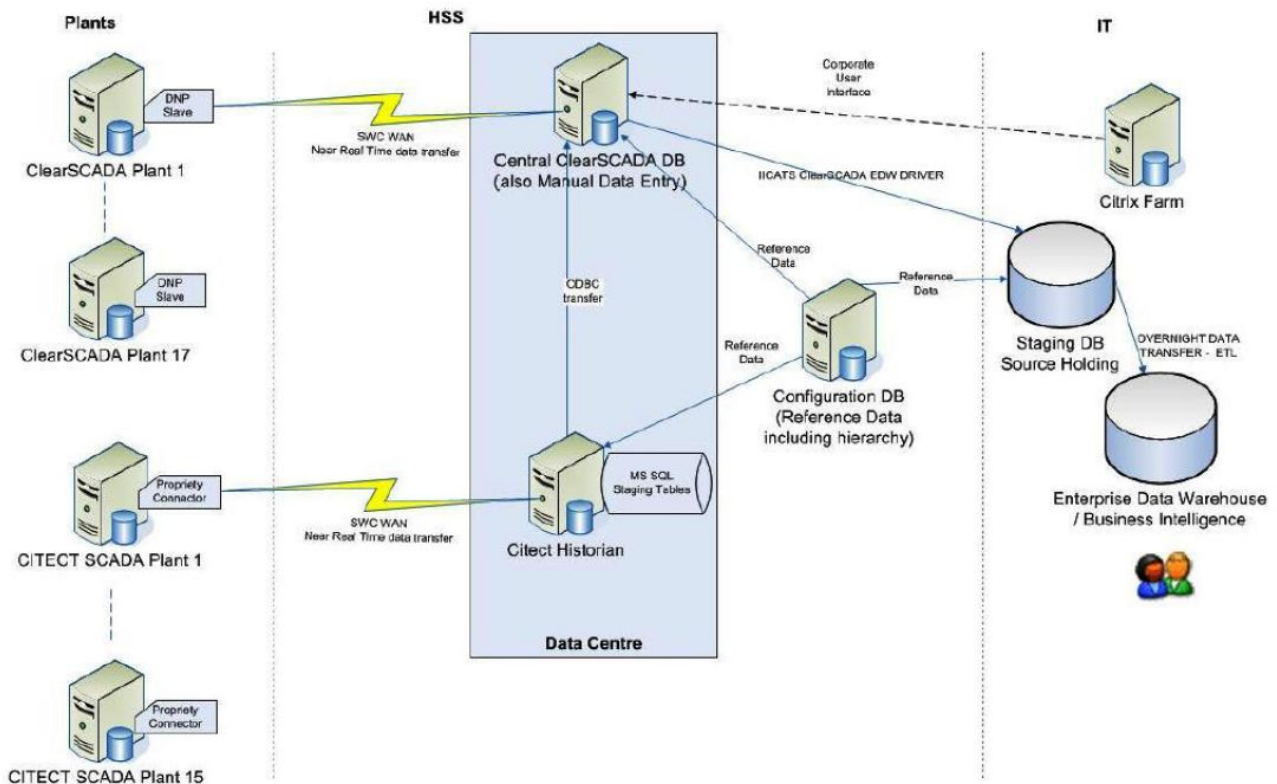 Plants
HSS
IT
DNP
Slave
ClearSCADA Plant 1
SWC WAN
Near Real Time data transfer
Central ClearSCADA DB
(also Manual Data Entry)
Corporate
User
Interface
Citrix Farm
IICATS ClearSCADA EDW DRIVER
DNP
Slave
ClearSCADA Plant 17
ODBC
transfer
Reference
Data
Reference
Data
Reference
Data
Configuration DB
(Reference Data
including hierarchy)
Staging DB
Source Holding
OVERNIGHT DATA
TRANSFER - ETL
Enterprise Data Warehouse
/ Business Intelligence
Propriety
Connector
CITECT SCADA Plant 1
SWC WAN
Near Real Time data transfer
MS SQL
Staging Tables
Citect Historian
Data Centre
Propriety
Connector
CITECT SCADA Plant 15